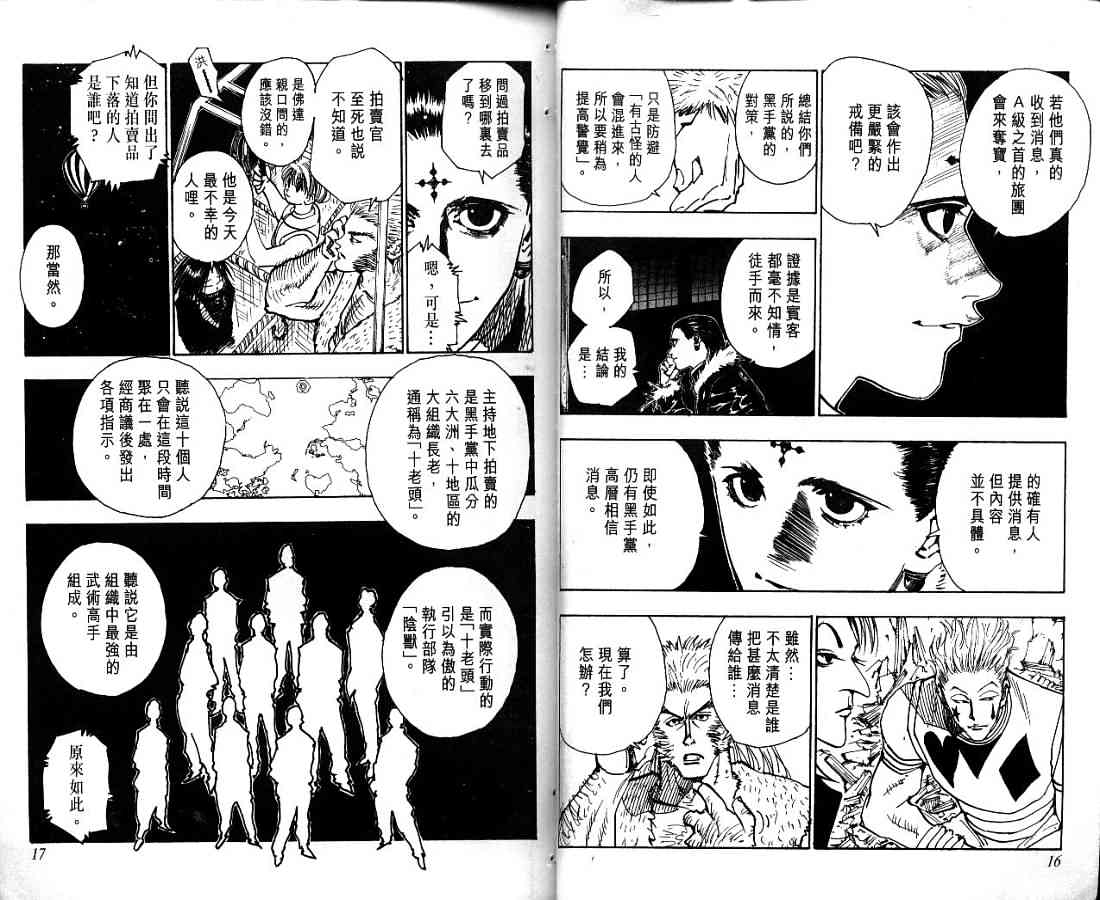 若他們真的
收到消息，
A級之首的旅團
會來奪寶，
該會作出
更嚴緊的
戒備吧？
總結你們
所說的，
黑手黨的
對策，
只是防避
「有古怪的人
會混進來，
所以要稍為
提高警覺」。
證據是賓客
都毫不知情，
徒手而來。
所以，
我的
結論
是…
的確有人
提供消息，
但內容
並不具體。
即使如此，
仍有黑手黨
高層相信
消息。
雖然…
不太清楚是誰
把甚麼消息
傳給誰…
算了。
現在我們
怎辦？
16
問過拍賣品
移到哪裏去
了嗎？
嗯，可是…
拍賣官
至死也說
不知道。
洪—
是佛達
親口問的，
應該沒錯。
他是今天
最不幸的
人哩。
但你問出了
知道拍賣品
下落的人
是誰吧？
那當然。
主持地下拍賣的
是黑手黨中瓜分
六大洲、十地區的
大組織長老，
通稱為「十老頭」。
聽說這十個人
只會在這段時間
聚在一處，
經商議後發出
各項指示。
而實際行動的
是「十老頭」
引以為傲的
執行部隊
「陰獸」。
聽說它是由
組織中最強的
武術高手
組成。
原來如此。
17